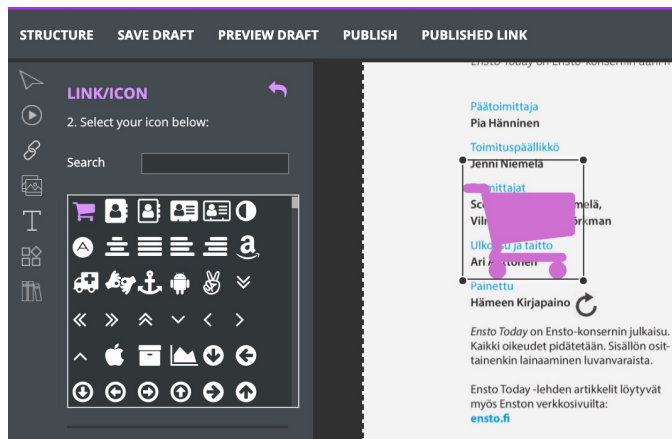 STRUCTURE SAVE DRAFT PREVIEW DRAFT PUBLISH PUBLISHED LINK
LINK/ICON
2. Select your icon below:
Search
Päätoimittaja
Pia Hänninen
Toimituspäällikkö
Jenni Niemelä
Painettu
Hämeen Kirjapaino
Ensto Today on Ensto-konsernin julkaisu.
Kaikki oikeudet pidätetään. Sisällön osit-
tainenkin lainaaminen luvanvaraista.
Ensto Today -lehden artikkelit löytyvät
myös Enston verkkosivuilta:
ensto.fi